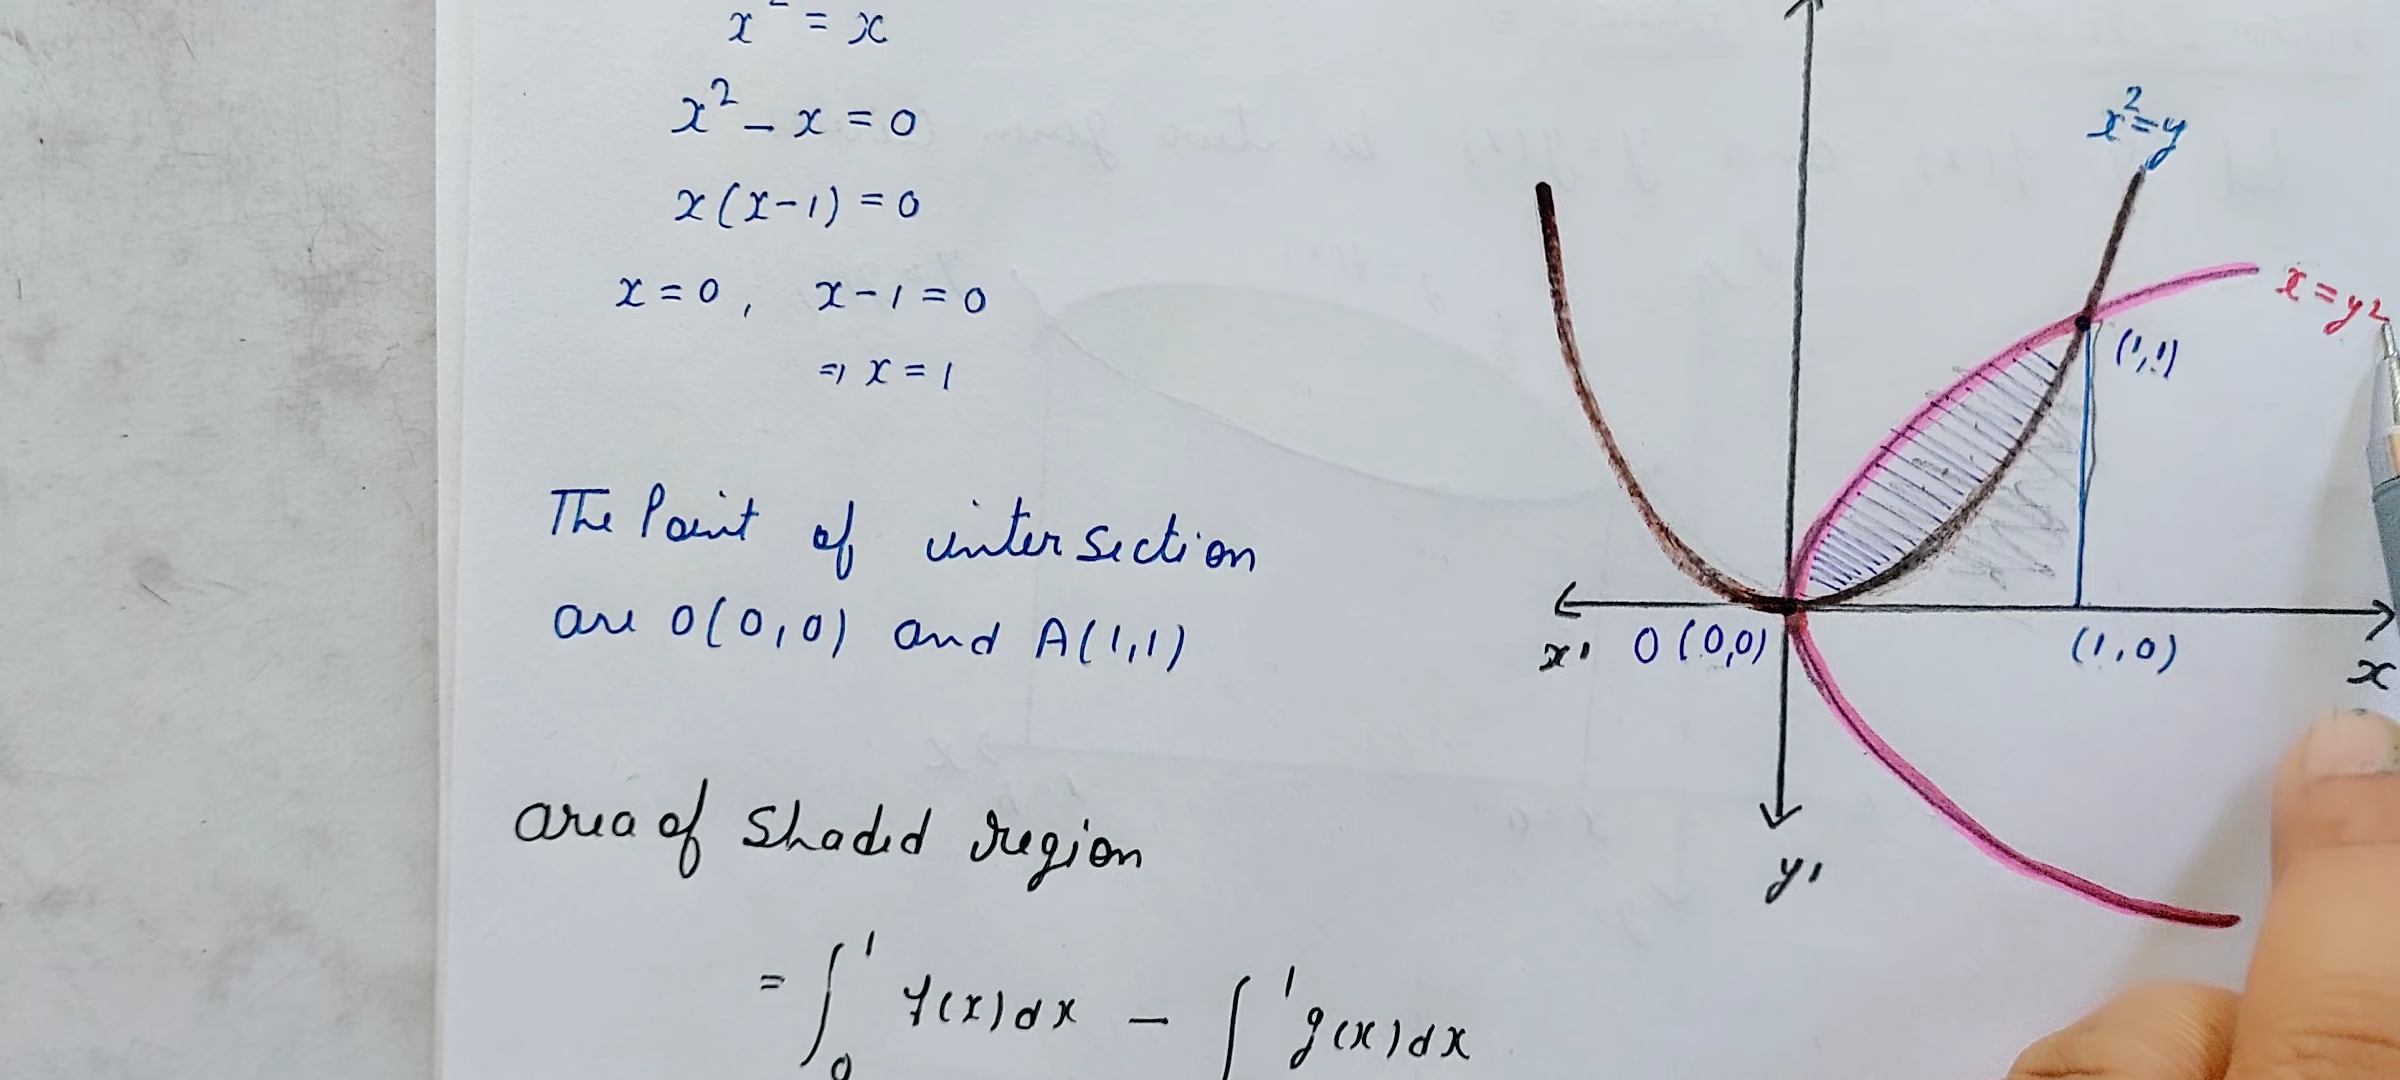 x² = x
x² - x = 0
x(x-1) = 0
x = 0, x-1 = 0
⇒ x = 1
The Point of intersection
are O(0,0) and A(1,1)
area of shaded region
= ∫₀¹ f(x)dx - ∫¹ g(x)dx
x²=y
x=y²
(1,1)
x' O(0,0) (1,0) x
y'